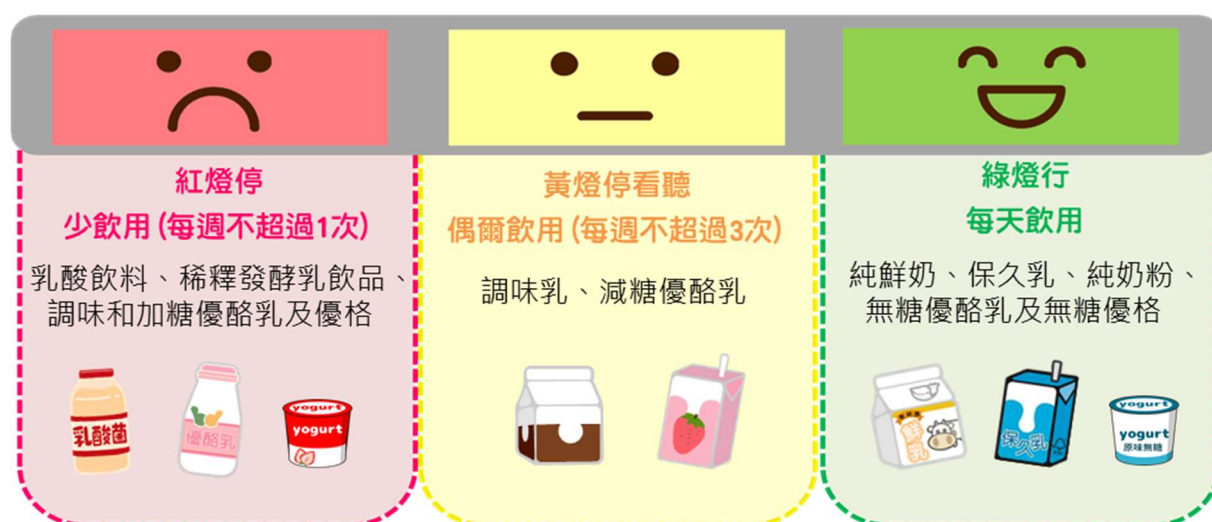 紅燈停
少飲用(每週不超過1次)
乳酸飲料、稀釋發酵乳飲品、
調味和加糖優酪乳及優格
乳酸菌
優酪乳
yogurt
yogurt
黃燈停看聽
偶爾飲用(每週不超過3次)
調味乳、減糖優酪乳
綠燈行
每天飲用
純鮮奶、保久乳、純奶粉、
無糖優酪乳及無糖優格
鮮乳
保久乳
yogurt
yogurt
原味無糖